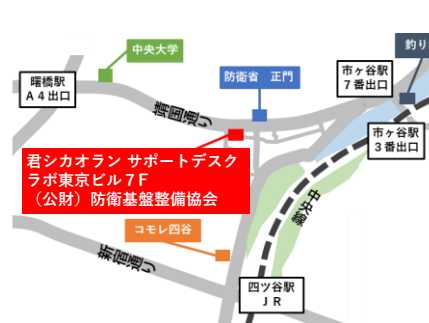 中央大学
釣り
曙橋駅
A4出口
防衛省 正門
市ヶ谷駅
7番出口
靖国通り
市ヶ谷駅
3番出口
君シカオラン サポートデスク
ラボ東京ビル7F
（公財）防衛基盤整備協会
中央線
コモレ四谷
新宿通り
四ツ谷駅
JR